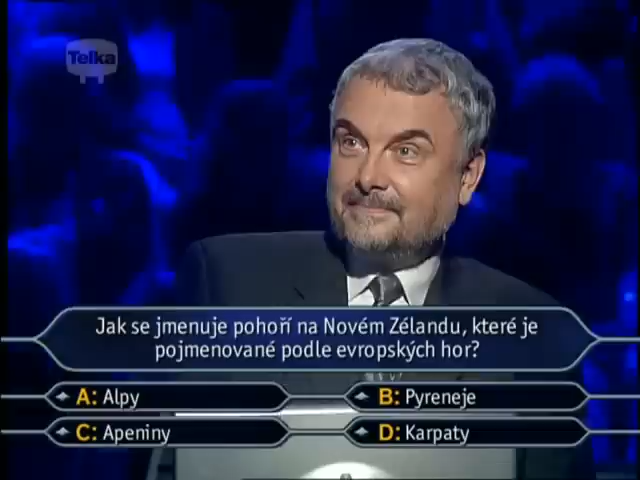 Telka
Jak se jmenuje pohoří na Novém Zélandu, které je
pojmenované podle evropských hor?
A: Alpy
B: Pyreneje
C: Apeniny
D: Karpaty